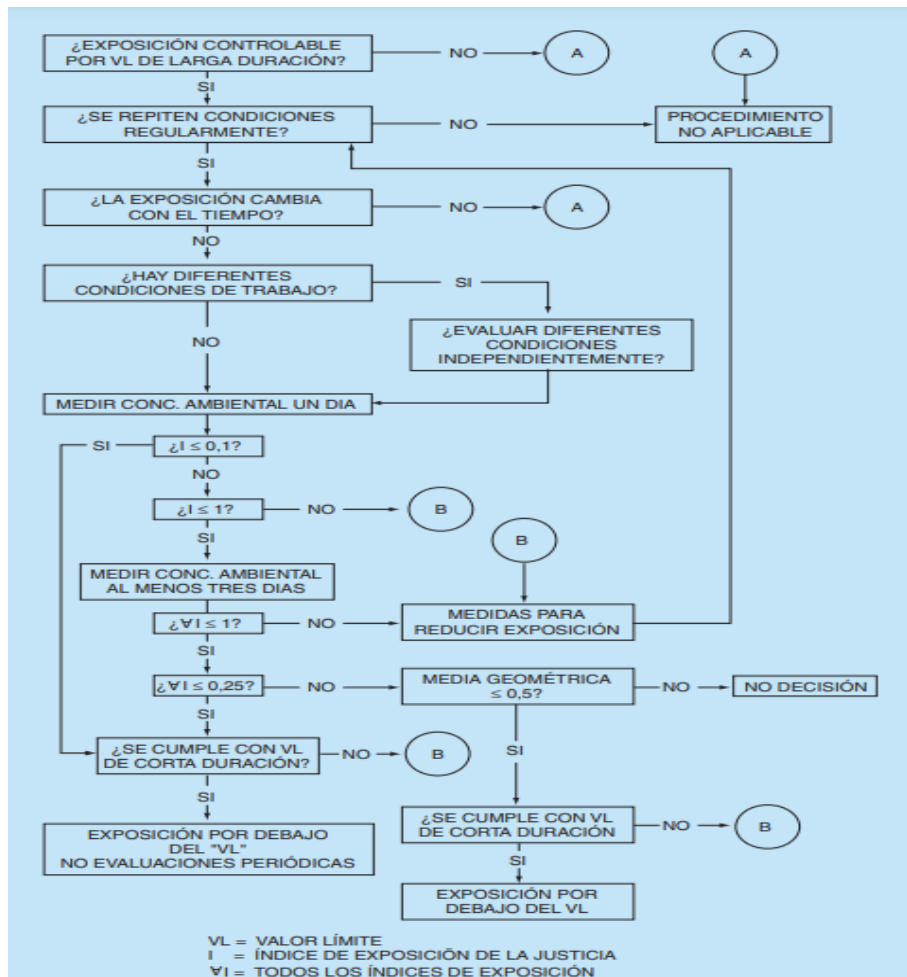 ¿EXPOSICIÓN CONTROLABLE
POR VL DE LARGA DURACIÓN?
NO
A
A
SI
¿SE REPITEN CONDICIONES
REGULARMENTE?
NO
PROCEDIMIENTO
NO APLICABLE
SI
¿LA EXPOSICIÓN CAMBIA
CON EL TIEMPO?
NO
A
NO
¿HAY DIFERENTES
CONDICIONES DE TRABAJO?
SI
NO
¿EVALUAR DIFERENTES
CONDICIONES
INDEPENDIENTEMENTE?
MEDIR CONC. AMBIENTAL UN DIA
SI
¿I ≤ 0,1?
NO
¿I ≤ 1?
NO
B
B
SI
MEDIR CONC. AMBIENTAL
AL MENOS TRES DIAS
¿∀I ≤ 1?
NO
MEDIDAS PARA
REDUCIR EXPOSICIÓN
SI
¿∀I ≤ 0,25?
NO
MEDIA GEOMÉTRICA
≤ 0,5?
NO
NO DECISIÓN
SI
SI
¿SE CUMPLE CON VL
DE CORTA DURACIÓN?
NO
B
SI
¿SE CUMPLE CON VL
DE CORTA DURACIÓN
NO
B
EXPOSICIÓN POR DEBAJO
DEL "VL"
NO EVALUACIONES PERIÓDICAS
SI
EXPOSICIÓN POR
DEBAJO DEL VL
VL = VALOR LÍMITE
I = ÍNDICE DE EXPOSICIÕN DE LA JUSTICIA
∀I = TODOS LOS ÍNDICES DE EXPOSICIÓN